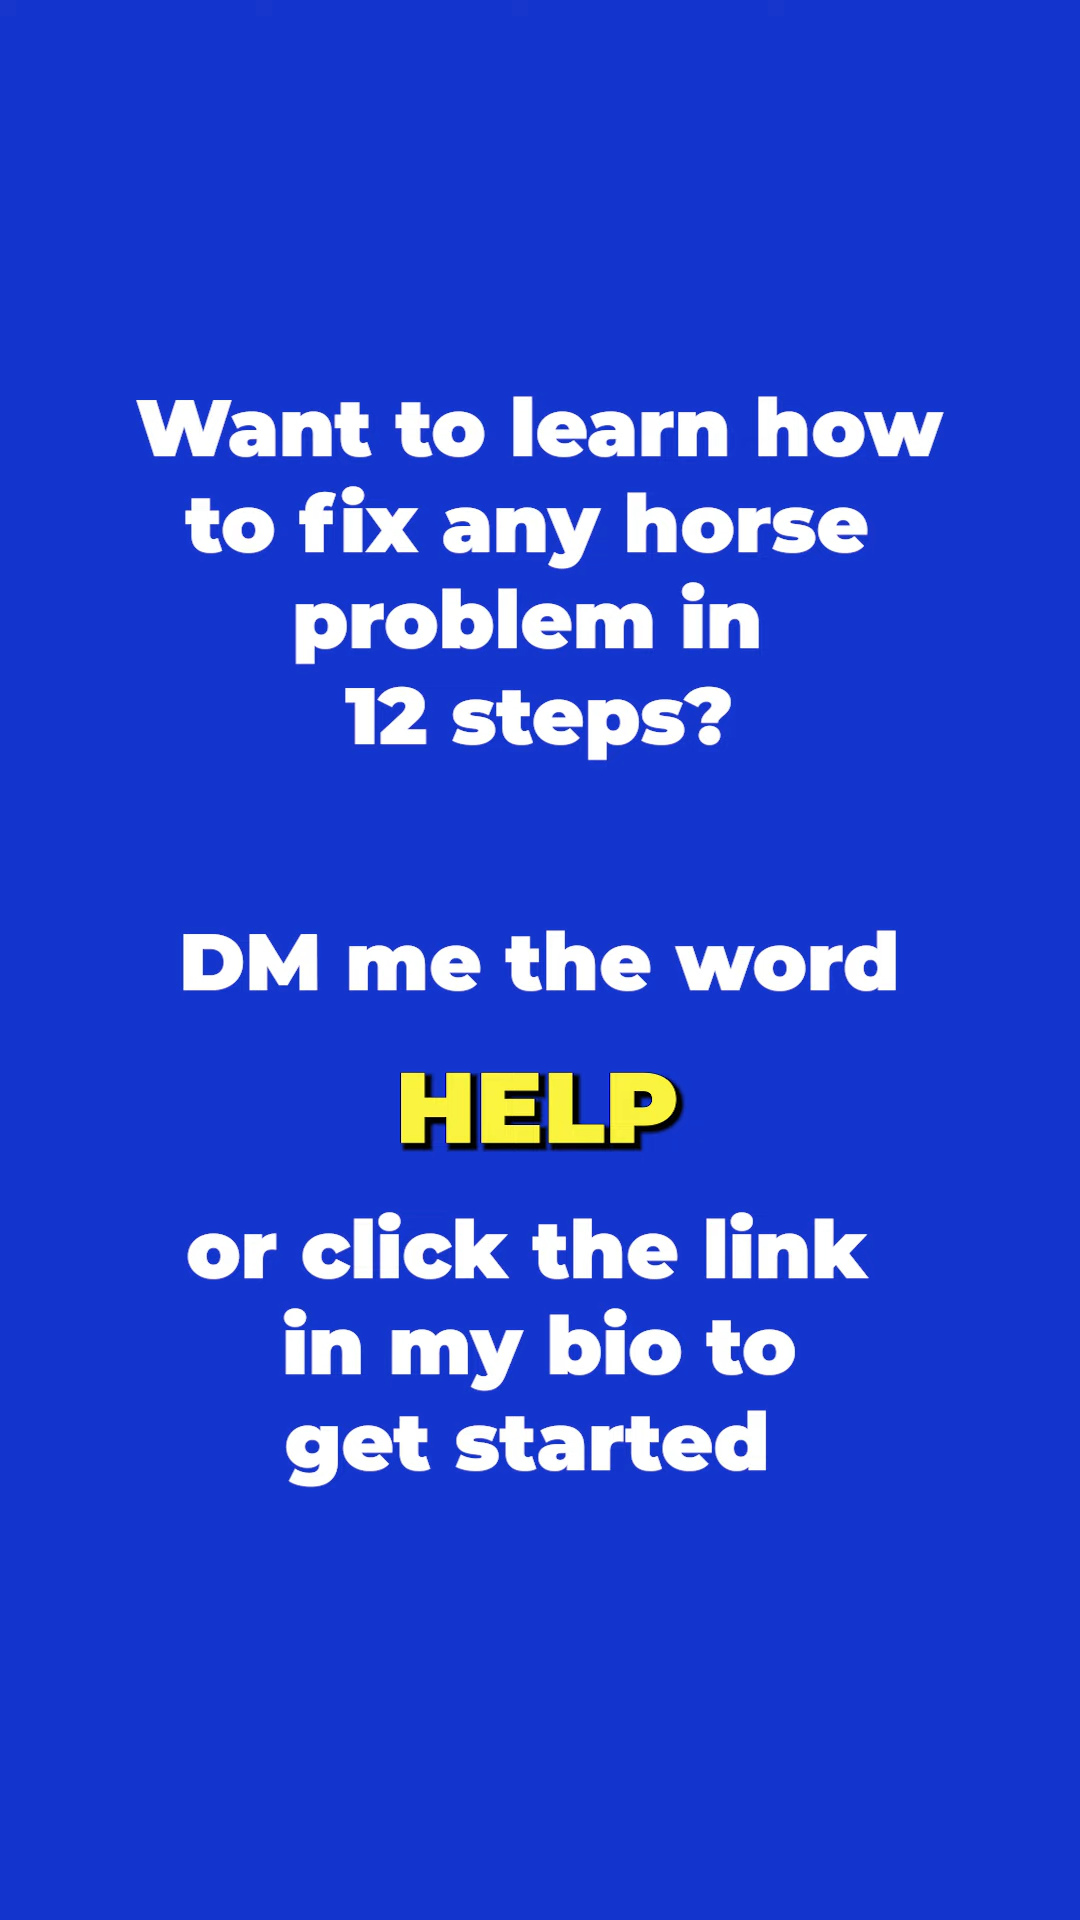 Want to learn how
to fix any horse
problem in
12 steps?
DM me the word
HELP
or click the link
in my bio to
get started